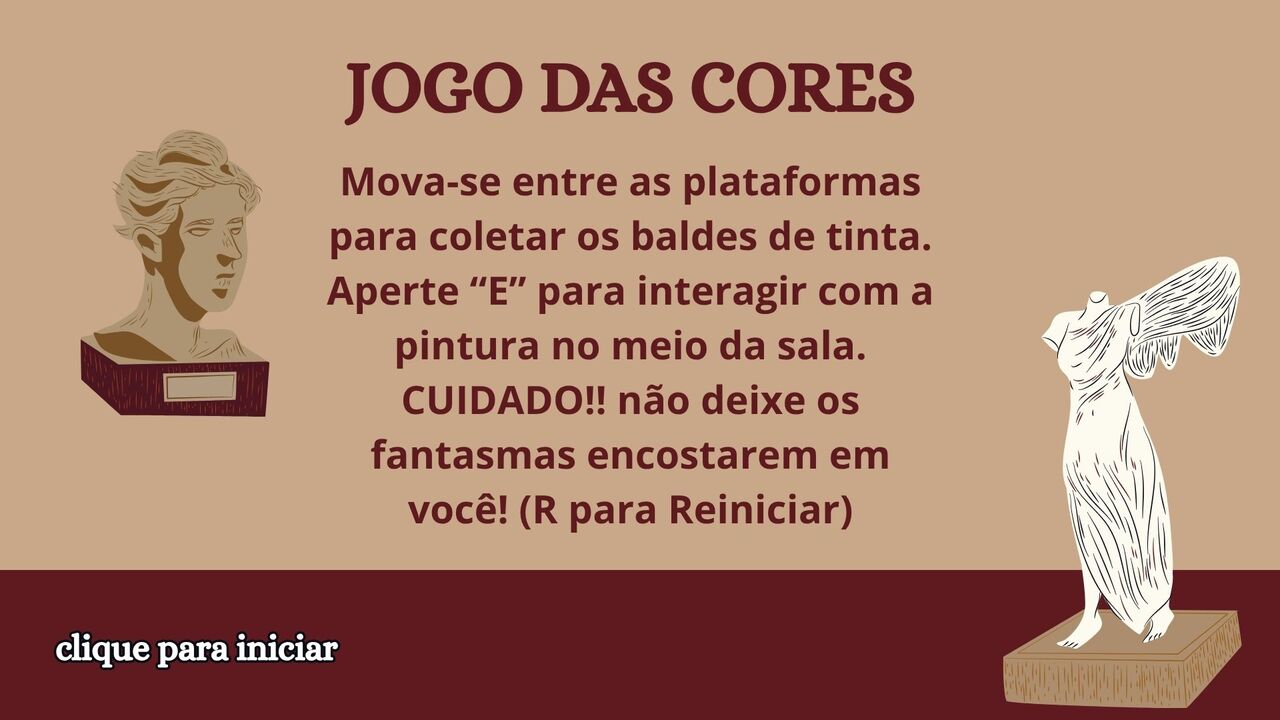 JOGO DAS CORES
Mova-se entre as plataformas
para coletar os baldes de tinta.
Aperte “E” para interagir com a
pintura no meio da sala.
CUIDADO!! não deixe os
fantasmas encostarem em
você! (R para Reiniciar)
clique para iniciar